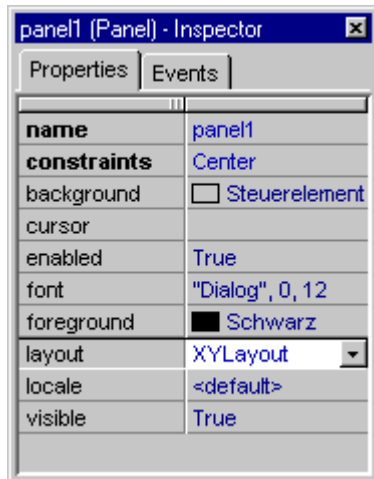 panel1 (Panel) - Inspector
Properties Events
name panel1
constraints Center
background Steuerelement
cursor
enabled True
font "Dialog", 0, 12
foreground Schwarz
layout XYLayout
locale <default>
visible True